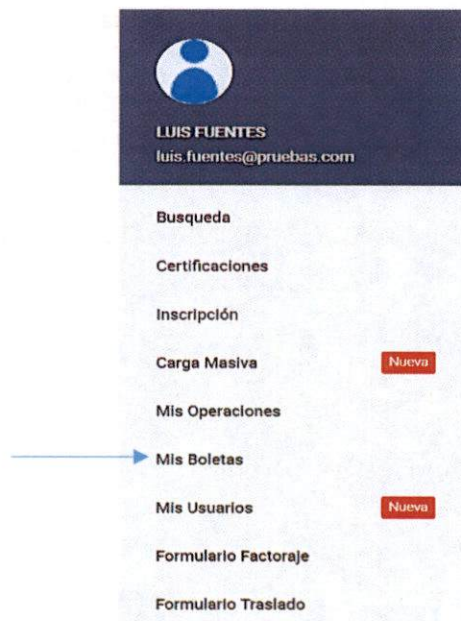 LUIS FUENTES
luis.fuentes@pruebas.com
Busqueda
Certificaciones
Inscripción
Carga Masiva Nueva
Mis Operaciones
Mis Boletas
Mis Usuarios Nueva
Formulario Factoraje
Formulario Traslado